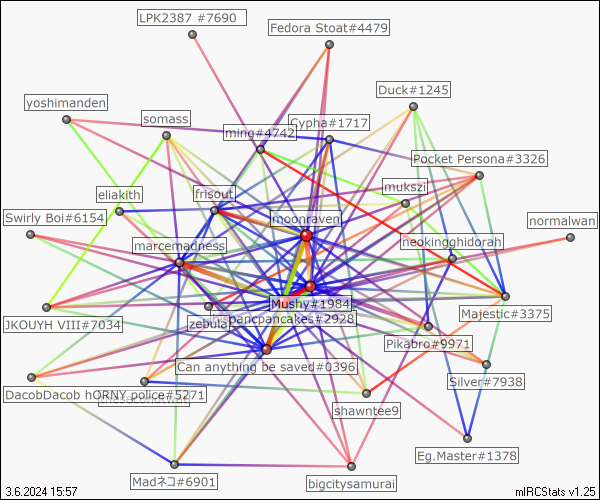 LPK2387 #7690
Fedora Stoat#4479
Duck#1245
yoshimanden
somass
Cypha#1717
ming#4742
Pocket Persona#3326
mukszi
eliakith
frisout
Swirly Boi#6154
moonraven
normalwan
marcemadness
neokingghidorah
Mushy#1984
Majestic#3375
JKOUYH VIII#7034
zebula
pancpancakes#2928
Pikabro#9971
Can anything be saved#0396
Silver#7938
DacobDacob hORNY police#5271
shawntee9
Eg.Master#1378
Madネコ#6901
bigcitysamurai
3.6.2024 15:57
mIRCStats v1.25